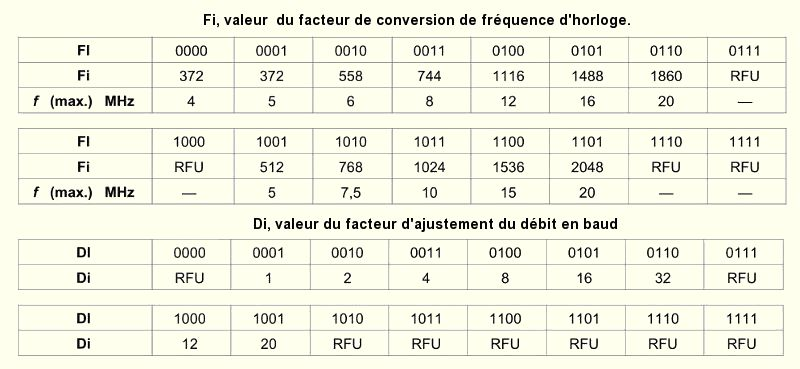 Fi, valeur du facteur de conversion de fréquence d'horloge.
FI 0000 0001 0010 0011 0100 0101 0110 0111
Fi 372 372 558 744 1116 1488 1860 RFU
f (max.) MHz 4 5 6 8 12 16 20 —
FI 1000 1001 1010 1011 1100 1101 1110 1111
Fi RFU 512 768 1024 1536 2048 RFU RFU
f (max.) MHz — 5 7,5 10 15 20 — —
Di, valeur du facteur d'ajustement du débit en baud
DI 0000 0001 0010 0011 0100 0101 0110 0111
Di RFU 1 2 4 8 16 32 RFU
DI 1000 1001 1010 1011 1100 1101 1110 1111
Di 12 20 RFU RFU RFU RFU RFU RFU